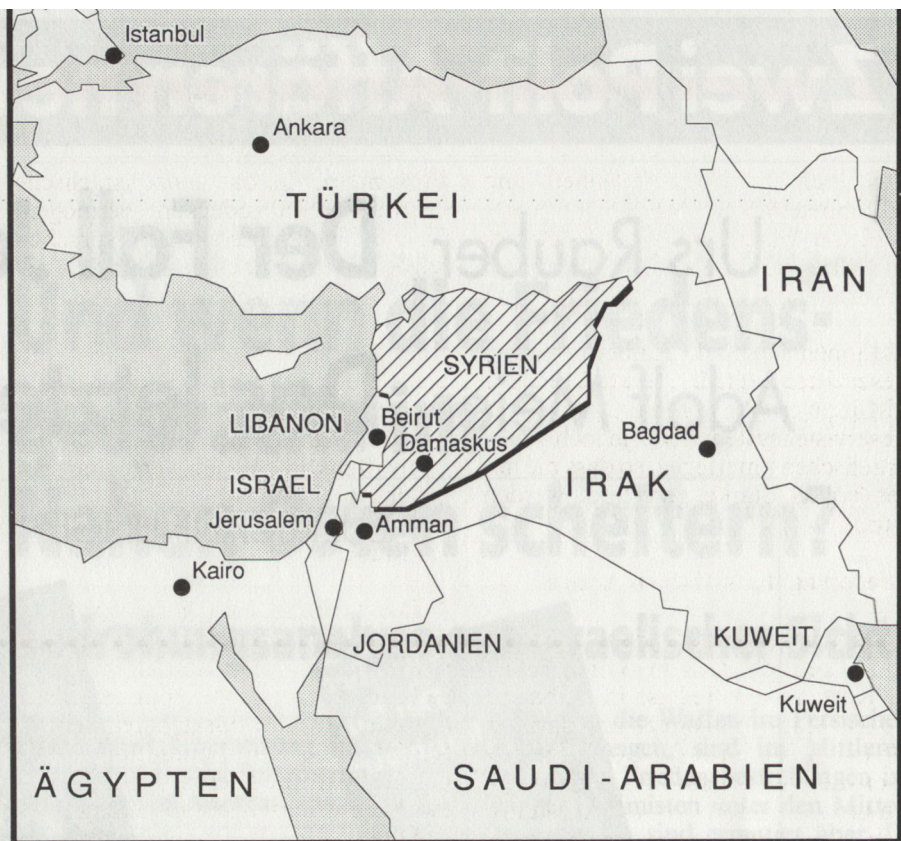 Istanbul
Ankara
TÜRKEI
IRAN
SYRIEN
LIBANON
Beirut
Damaskus
Bagdad
ISRAEL
IRAK
Jerusalem
Amman
Kairo
JORDANIEN
KUWEIT
Kuweit
ÄGYPTEN
SAUDI-ARABIEN